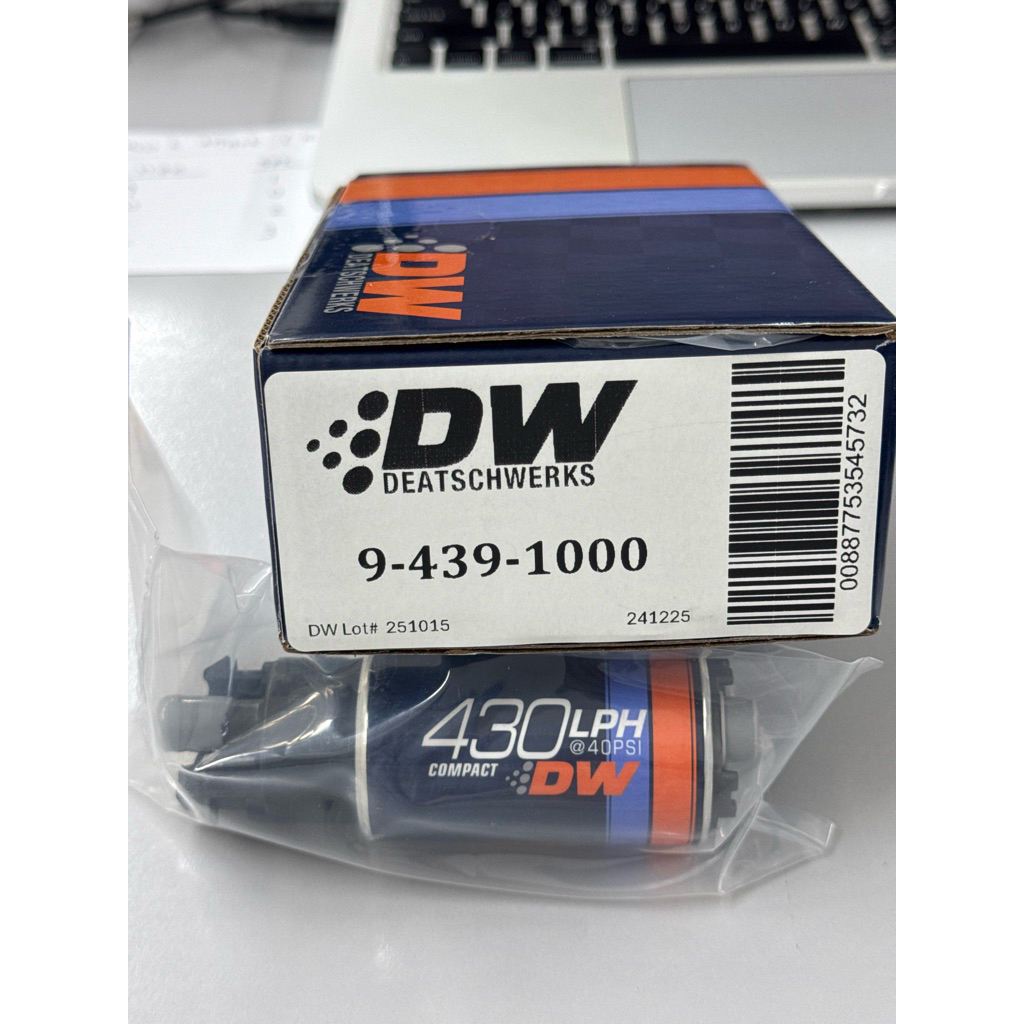 DW
DEATSCHWERKS
DW
DEATSCHWERKS
9-439-1000
DW Lot# 251015
241225
00887753545732
430LPH
@40PSI
COMPACT
DW